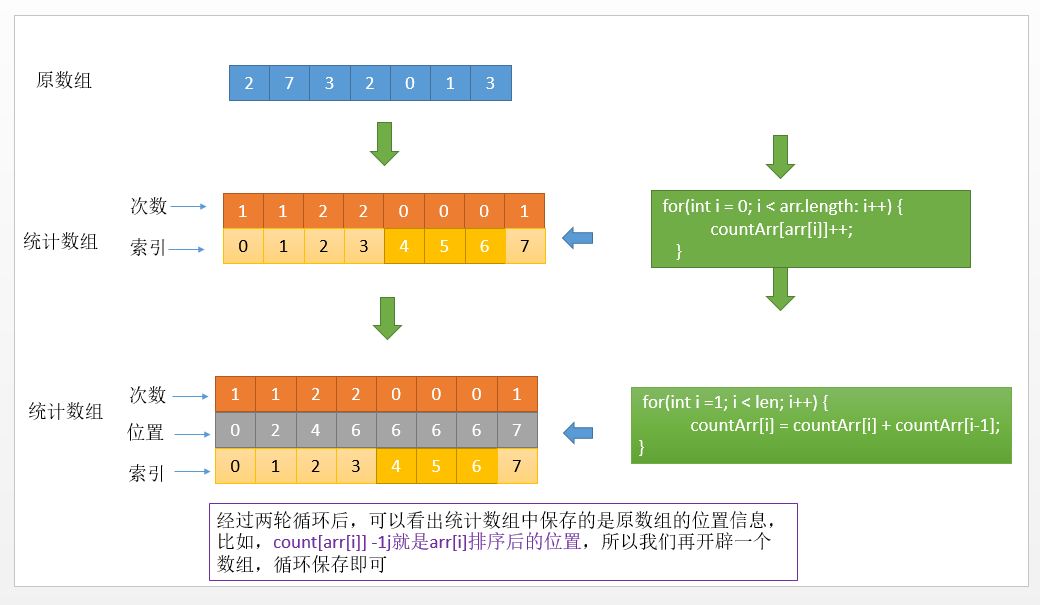 原数组
2 7 3 2 0 1 3
次数
1 1 2 2 0 0 0 1
统计数组
索引
0 1 2 3 4 5 6 7
for(int i = 0; i < arr.length: i++) {
countArr[arr[i]]++;
}
次数
1 1 2 2 0 0 0 1
统计数组
位置
0 2 4 6 6 6 6 7
索引
0 1 2 3 4 5 6 7
for(int i =1; i < len; i++) {
countArr[i] = countArr[i] + countArr[i-1];
}
经过两轮循环后，可以看出统计数组中保存的是原数组的位置信息，
比如，count[arr[i]] -1j就是arr[i]排序后的位置，所以我们再开辟一个
数组，循环保存即可